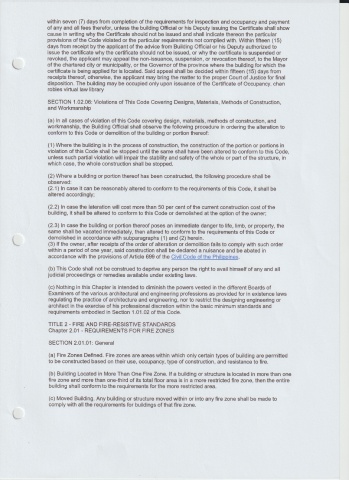 within seven (7) days from completion of the requirements for inspection and occupancy and payment
of any and all fees therefor, unless the building Official or his Deputy issuing the Certificate shall show
cause in writing why the Certificate should not be issued and shall indicate thereon the particular
provisions of the Code violated or the particular requirements not complied with. Within fifteen (15)
days from receipt by the applicant of the advice from Building Official or his Deputy authorized to
issue the certificate why the certificate should not be issued, or why the certificate is suspended or
revoked, the applicant may appeal the non-issuance, suspension, or revocation thereof, to the Mayor
of the chartered city or municipality, or the Governor of the province where the building for which the
certificate is being applied for is located. Said appeal shall be decided within fifteen (15) days from
receipts thereof, otherwise, the applicant may bring the matter to the proper Court of Justice for final
disposition. The building may be occupied only upon issuance of the Certificate of Occupancy. chan
robles virtual law library
SECTION 1.02.06: Violations of This Code Covering Designs, Materials, Methods of Construction,
and Workmanship
(a) In all cases of violation of this Code covering design, materials, methods of construction, and
workmanship, the Building Official shall observe the following procedure in ordering the alteration to
conform to this Code or demolition of the building or portion thereof:
(1) Where the building is in the process of construction, the construction of the portion or portions in
violation of this Code shall be stopped until the same shall have been altered to conform to this Code,
unless such partial violation will impair the stability and safety of the whole or part of the structure, in
which case, the whole construction shall be stopped.
(2) Where a building or portion thereof has been constructed, the following procedure shall be
observed:
(2.1) In case it can be reasonably altered to conform to the requirements of this Code, it shall be
altered accordingly;
(2.2) In case the lateration will cost more than 50 per cent of the current construction cost of the
building, it shall be altered to conform to this Code or demolished at the option of the owner;
(2.3) In case the building or portion thereof poses an immediate danger to life, limb, or property, the
same shall be vacated immediately, then altered to conform to the requirements of this Code or
demolished in accordance with subparagraphs (1) and (2) herein.
(3) If the owner, after receipts of the order of alteration or demolition fails to comply with such order
within a period of one year, said construction shall be declared a nuisance and be abated in
accordance with the provisions of Article 699 of the Civil Code of the Philippines.
(b) This Code shall not be construed to deprive any person the right to avail himself of any and all
judicial proceedings or remedies available under existing laws.
(c) Nothing in this Chapter is intended to diminish the powers vested in the different Boards of
Examiners of the various architectural and engineering professions as provided for in existence laws
regulating the practice of architecture and engineering, nor to restrict the designing engineering or
architect in the exercise of his professional discretion within the basic minimum standards and
requirements embodied in Section 1.01.02 of this Code.
TITLE 2 - FIRE AND FIRE-RESISTIVE STANDARDS
Chapter 2.01 - REQUIREMENTS FOR FIRE ZONES
SECTION 2.01.01: General
(a) Fire Zones Defined. Fire zones are areas within which only certain types of building are permitted
to be constructed based on their use, occupancy, type of construction, and resistance to fire.
(b) Building Located in More Than One Fire Zone. If a building or structure is located in more than one
fire zone and more than one-third of its total floor area is in a more restricted fire zone, then the entire
building shall conform to the requirements for the more restricted zone.
(c) Moved Building. Any building or structure moved within or into any fire zone shall be made to
comply with all the requirements for buildings of that fire zone.